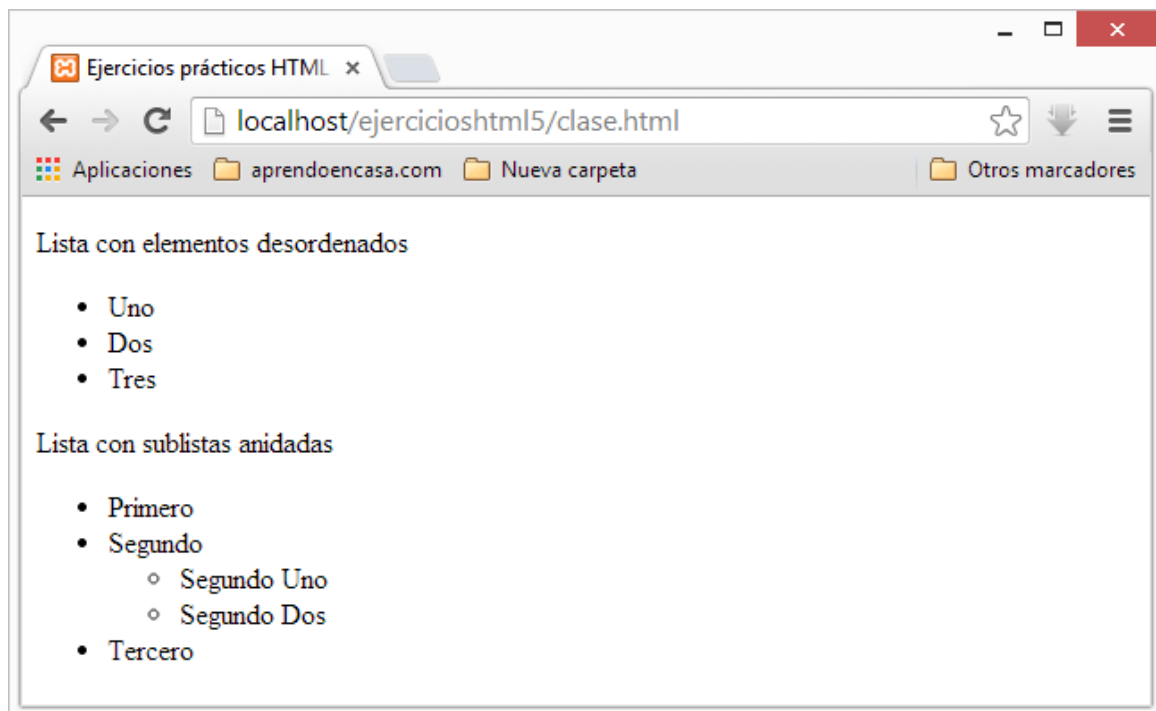 Ejercicios prácticos HTML
localhost/ejercicioshtml5/clase.html
Aplicaciones aprendoencasa.com Nueva carpeta Otros marcadores
Lista con elementos desordenados
Uno
Dos
Tres
Lista con sublistas anidadas
Primero
Segundo
Segundo Uno
Segundo Dos
Tercero